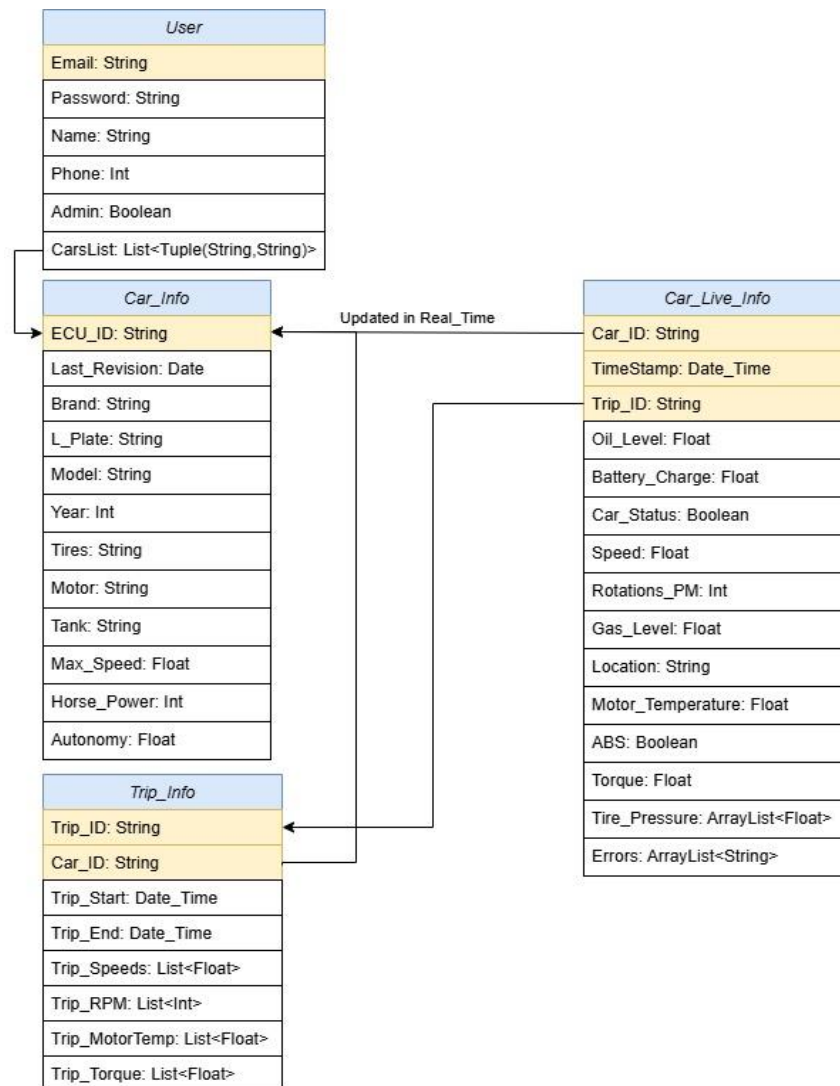 User
Email: String
Password: String
Name: String
Phone: Int
Admin: Boolean
CarsList: List<Tuple(String,String)>
Car_Info
ECU_ID: String
Last_Revision: Date
Brand: String
L_Plate: String
Model: String
Year: Int
Tires: String
Motor: String
Tank: String
Max_Speed: Float
Horse_Power: Int
Autonomy: Float
Updated in Real_Time
Car_Live_Info
Car_ID: String
TimeStamp: Date_Time
Trip_ID: String
Oil_Level: Float
Battery_Charge: Float
Car_Status: Boolean
Speed: Float
Rotations_PM: Int
Gas_Level: Float
Location: String
Motor_Temperature: Float
ABS: Boolean
Torque: Float
Tire_Pressure: ArrayList<Float>
Errors: ArrayList<String>
Trip_Info
Trip_ID: String
Car_ID: String
Trip_Start: Date_Time
Trip_End: Date_Time
Trip_Speeds: List<Float>
Trip_RPM: List<Int>
Trip_MotorTemp: List<Float>
Trip_Torque: List<Float>